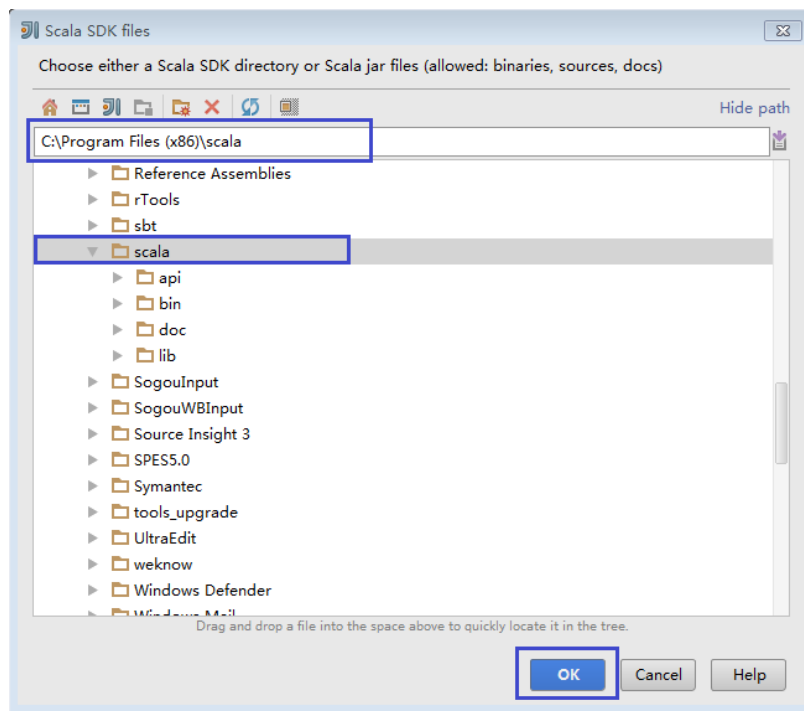 Scala SDK files
Choose either a Scala SDK directory or Scala jar files (allowed: binaries, sources, docs)
Hide path
C:\Program Files (x86)\scala
Reference Assemblies
rTools
sbt
scala
api
bin
doc
lib
SogouInput
SogouWBInput
Source Insight 3
SPES5.0
Symantec
tools_upgrade
UltraEdit
weknow
Windows Defender
Windows Mail
Drag and drop a file into the space above to quickly locate it in the tree.
OK Cancel Help